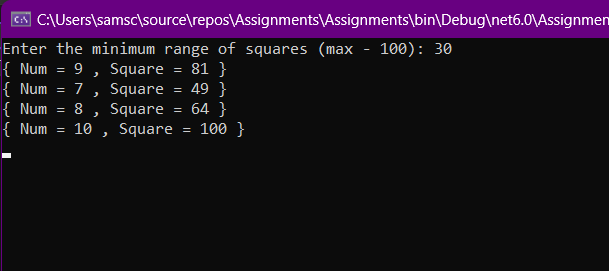 C:\Users\samsc\source\repos\Assignments\Assignments\bin\Debug\net6.0\Assignmen
Enter the minimum range of squares (max - 100): 30
{ Num = 9 , Square = 81 }
{ Num = 7 , Square = 49 }
{ Num = 8 , Square = 64 }
{ Num = 10 , Square = 100 }